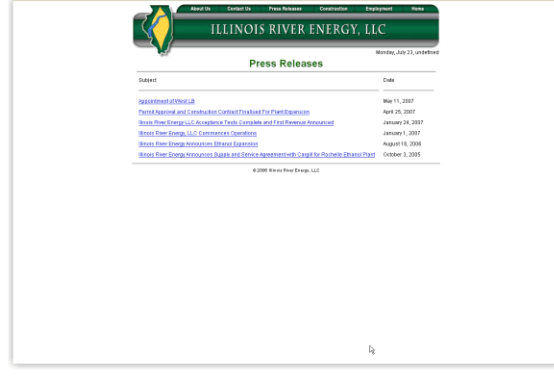 About Us Contact Us Press Releases Construction Employment Home
ILLINOIS RIVER ENERGY, LLC
Monday, July 23, undefined
Press Releases
Subject Date
Appointment of LB May 11, 2007
Permit Approval and Construction Contract Finalized For Plant Expansion April 25, 2007
Illinois River Energy LLC Acceptance Tests Complete and First Revenue Announced January 24, 2007
Illinois River Energy, LLC Commences Operations January 1, 2007
Illinois River Energy Announces Ethanol Expansion August 18, 2006
Illinois River Energy Announces Supply and Service Agreement with Cargill for Rochelle Ethanol Plant October 3, 2005
© 2008 Illinois River Energy, LLC